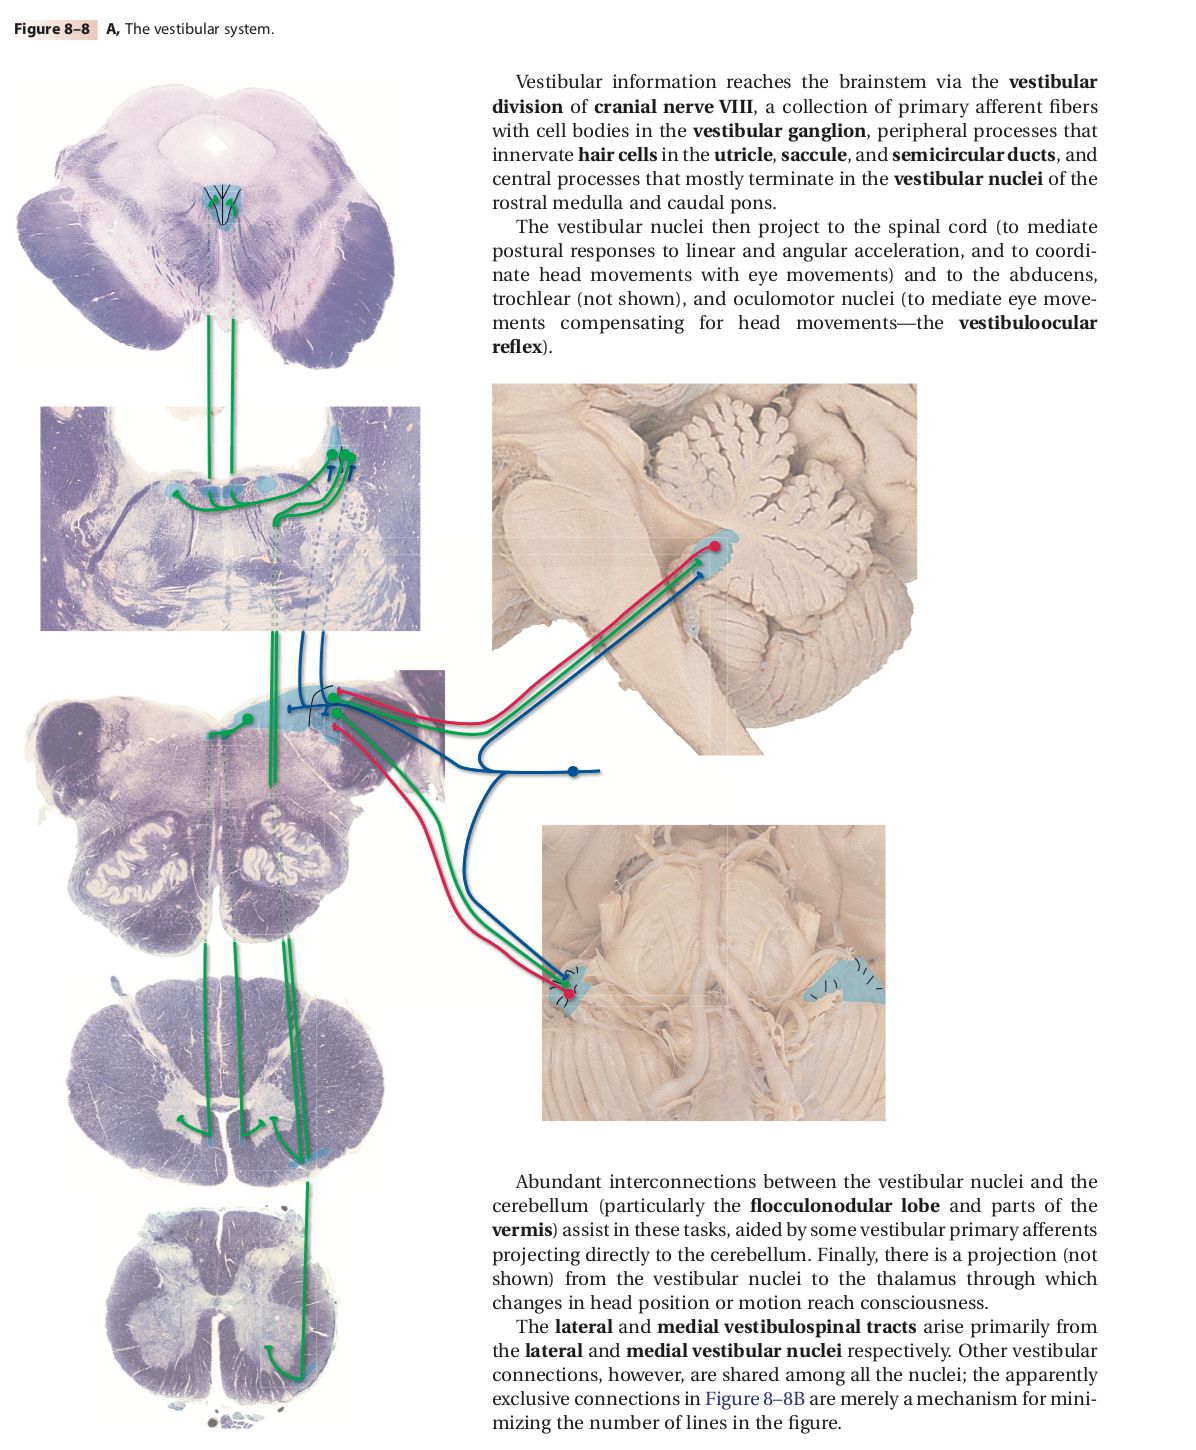 Figure 8–8 A, The vestibular system.
Vestibular information reaches the brainstem via the vestibular
division of cranial nerve VIII, a collection of primary afferent fibers
with cell bodies in the vestibular ganglion, peripheral processes that
innervate hair cells in the utricle, saccule, and semicircular ducts, and
central processes that mostly terminate in the vestibular nuclei of the
rostral medulla and caudal pons.
The vestibular nuclei then project to the spinal cord (to mediate
postural responses to linear and angular acceleration, and to coordi-
nate head movements with eye movements) and to the abducens,
trochlear (not shown), and oculomotor nuclei (to mediate eye move-
ments compensating for head movements—the vestibuloocular
reflex).
Abundant interconnections between the vestibular nuclei and the
cerebellum (particularly the flocculonodular lobe and parts of the
vermis) assist in these tasks, aided by some vestibular primary afferents
projecting directly to the cerebellum. Finally, there is a projection (not
shown) from the vestibular nuclei to the thalamus through which
changes in head position or motion reach consciousness.
The lateral and medial vestibulospinal tracts arise primarily from
the lateral and medial vestibular nuclei respectively. Other vestibular
connections, however, are shared among all the nuclei; the apparently
exclusive connections in Figure 8–8B are merely a mechanism for mini-
mizing the number of lines in the figure.